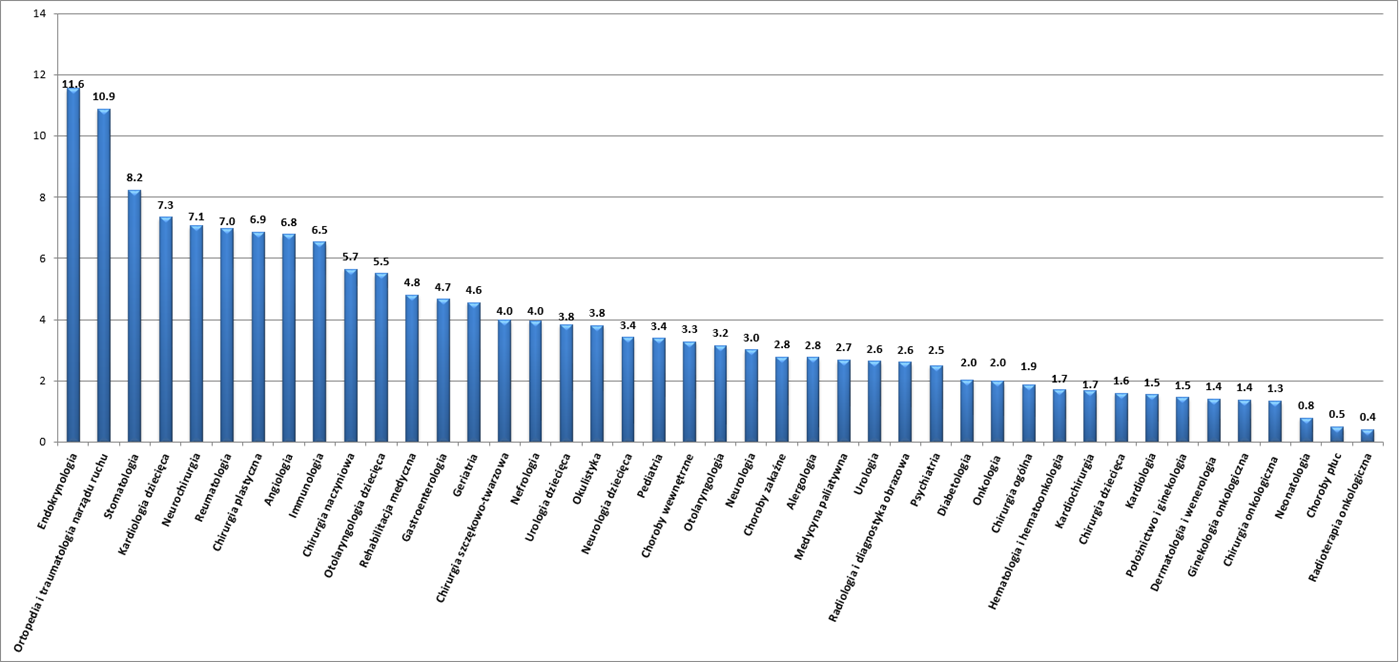 14
12
10
8
6
4
2
0
11.6
10.9
8.2
7.3
7.1
7.0
6.9
6.8
6.5
5.7
5.5
4.8
4.7
4.6
4.0
4.0
3.8
3.8
3.4
3.4
3.3
3.2
3.0
2.8
2.8
2.7
2.6
2.6
2.5
2.0
2.0
1.9
1.7
1.7
1.6
1.5
1.5
1.4
1.4
1.3
0.8
0.5
0.4
Endokrynologia
Ortopedia i traumatologia narządu ruchu
Stomatologia
Kardiologia dziecięca
Neurochirurgia
Reumatologia
Chirurgia plastyczna
Angiologia
Immunologia
Chirurgia naczyniowa
Otolaryngologia dziecięca
Rehabilitacja medyczna
Gastroenterologia
Geriatria
Chirurgia szczękowo-twarzowa
Nefrologia
Urologia dziecięca
Okulistyka
Neurologia dziecięca
Pediatria
Choroby wewnętrzne
Otolaryngologia
Neurologia
Choroby zakaźne
Alergologia
Medycyna paliatywna
Urologia
Radiologia i diagnostyka obrazowa
Psychiatria
Diabetologia
Onkologia
Chirurgia ogólna
Hematologia i hematoonkologia
Kardiochirurgia
Chirurgia dziecięca
Kardiologia
Położnictwo i ginekologia
Dermatologia i wenerologia
Ginekologia onkologiczna
Chirurgia onkologiczna
Neonatologia
Choroby płuc
Radioterapia onkologiczna